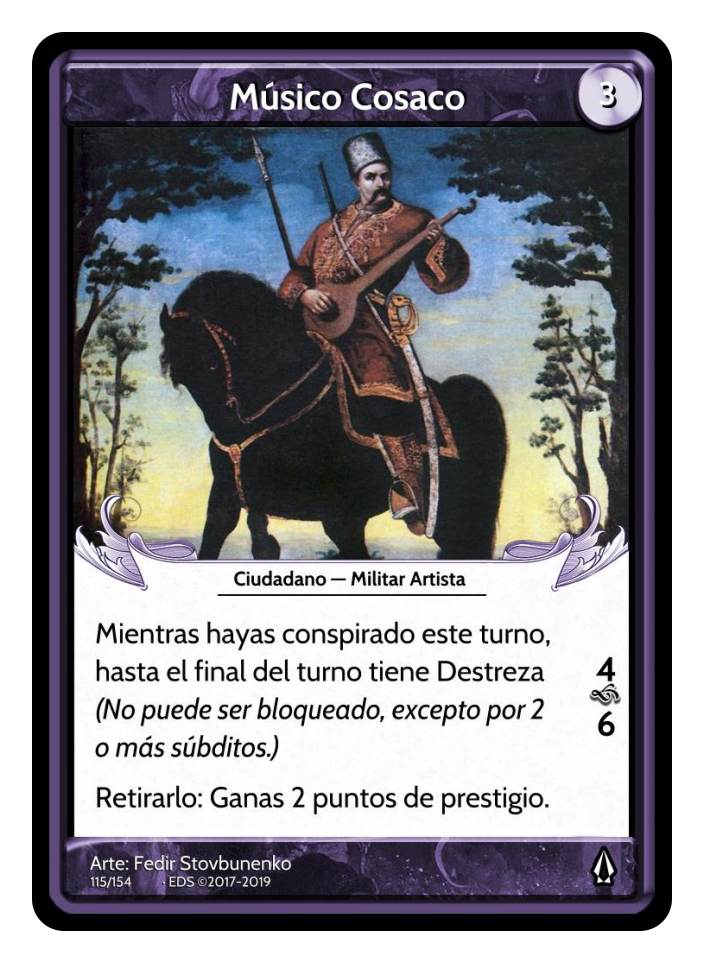 Músico Cosaco
3
Ciudadano — Militar Artista
Mientras hayas conspirado este turno,
hasta el final del turno tiene Destreza
(No puede ser bloqueado, excepto por 2
o más súbditos.)
Retirarlo: Ganas 2 puntos de prestigio.
4
6
Arte: Fedir Stovbunenko
115/154 · EDS ©2017-2019